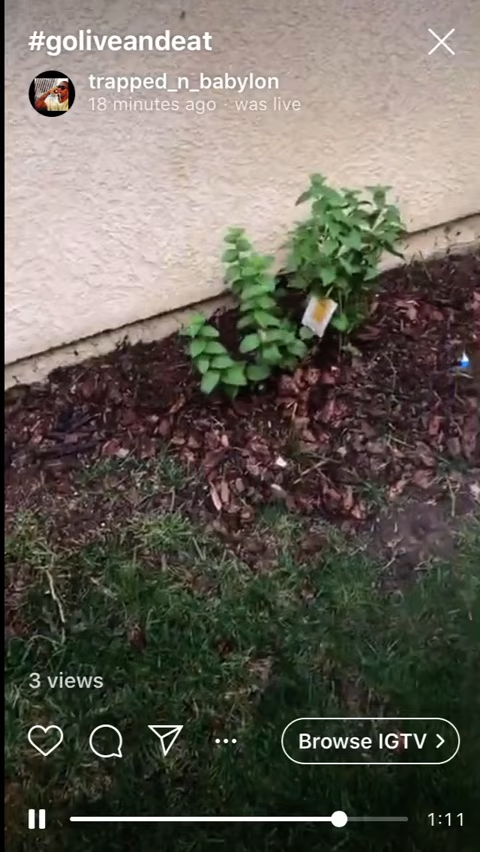 #goliveandeat
trapped_n_babylon
18 minutes ago · was live
3 views
Browse IGTV
1:11